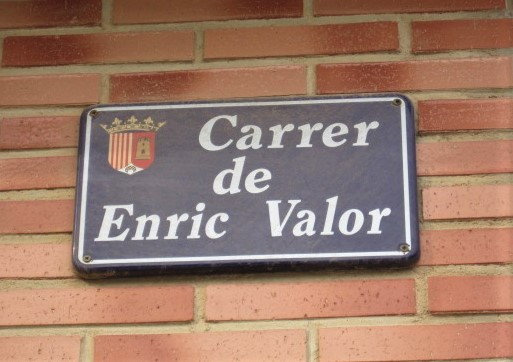 Carrer
de
Enric Valor